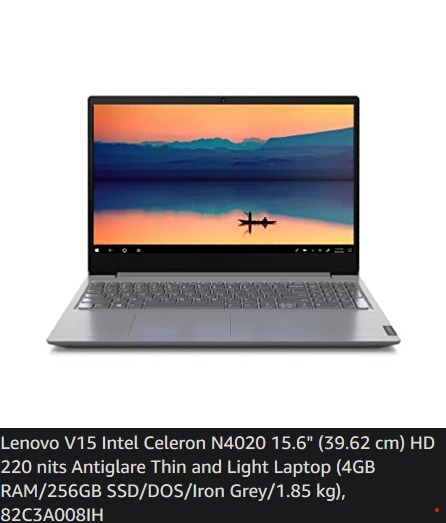 Lenovo V15 Intel Celeron N4020 15.6" (39.62 cm) HD
220 nits Antiglare Thin and Light Laptop (4GB
RAM/256GB SSD/DOS/Iron Grey/1.85 kg),
82C3A008IH